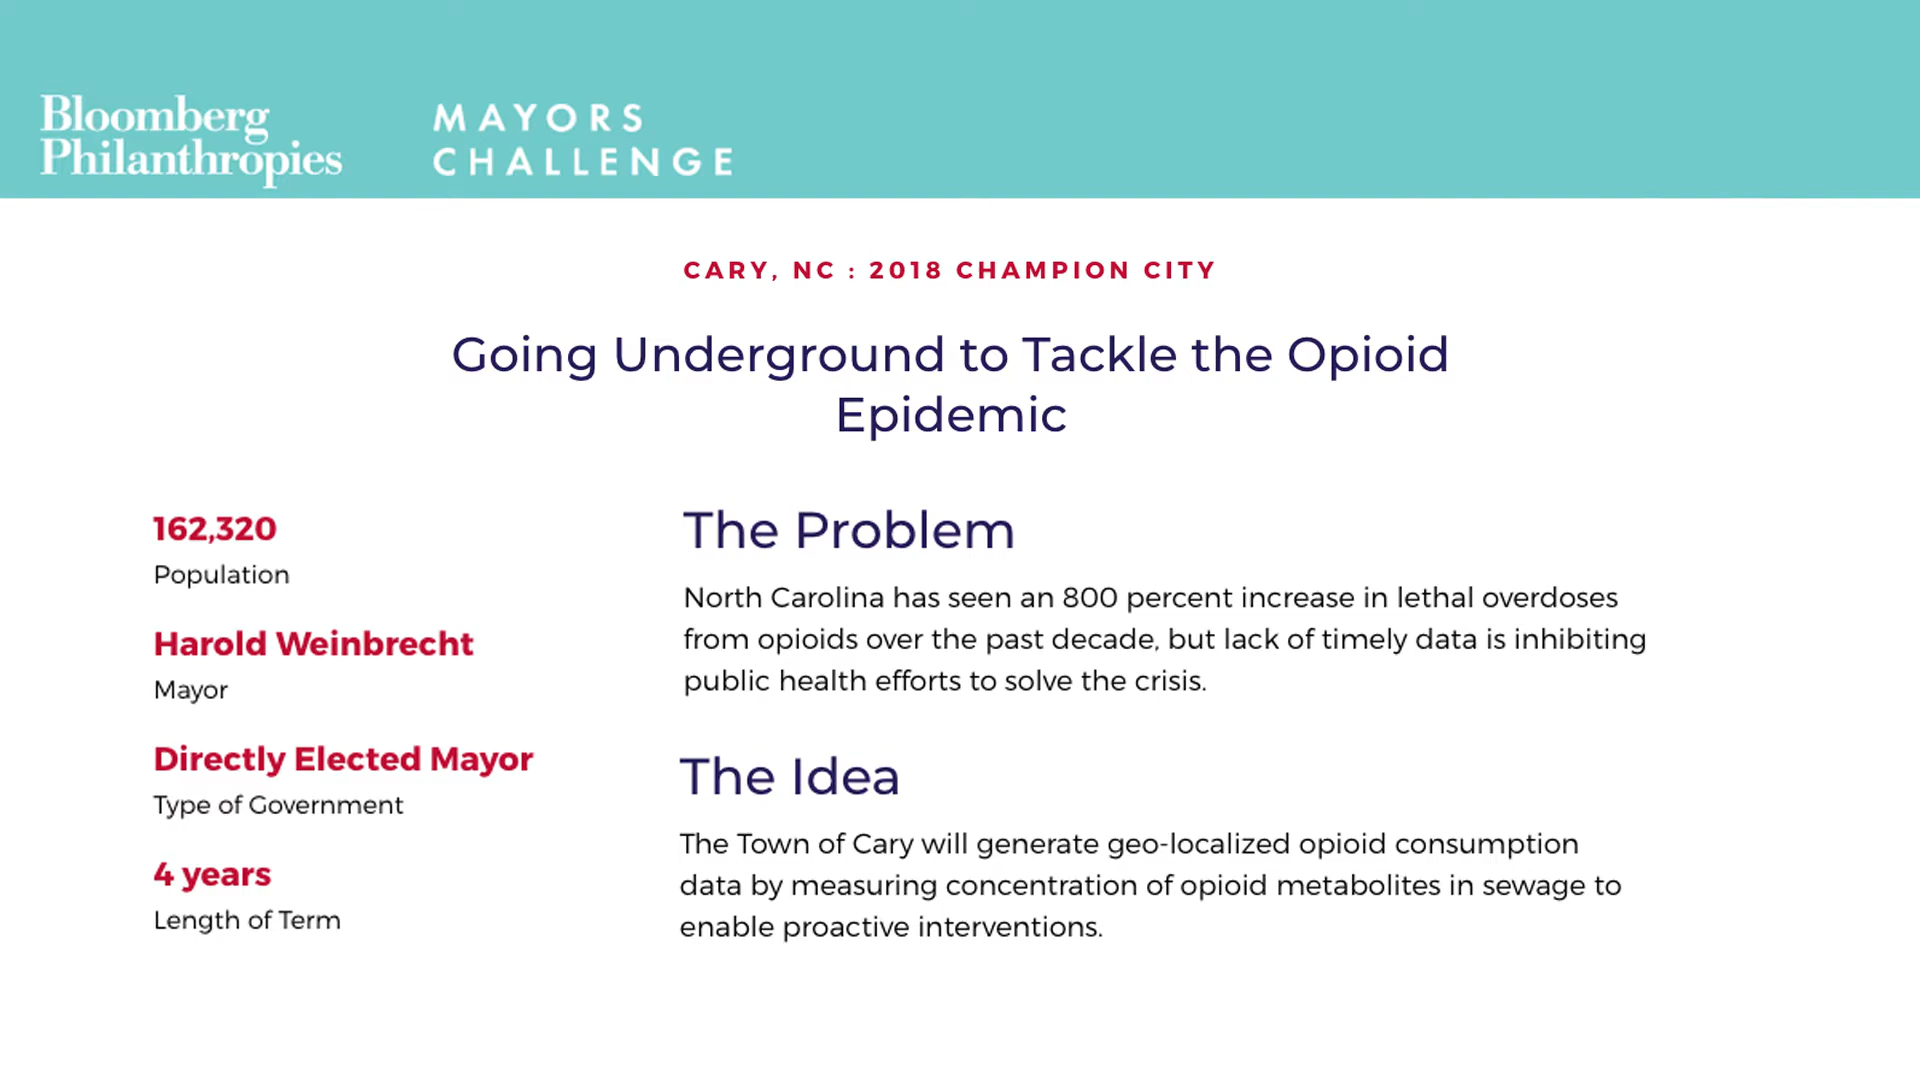 Bloomberg
Philanthropies
MAYORS
CHALLENGE
CARY, NC : 2018 CHAMPION CITY
Going Underground to Tackle the Opioid
Epidemic
162,320
Population
Harold Weinbrecht
Mayor
Directly Elected Mayor
Type of Government
4 years
Length of Term
The Problem
North Carolina has seen an 800 percent increase in lethal overdoses
from opioids over the past decade, but lack of timely data is inhibiting
public health efforts to solve the crisis.
The Idea
The Town of Cary will generate geo-localized opioid consumption
data by measuring concentration of opioid metabolites in sewage to
enable proactive interventions.